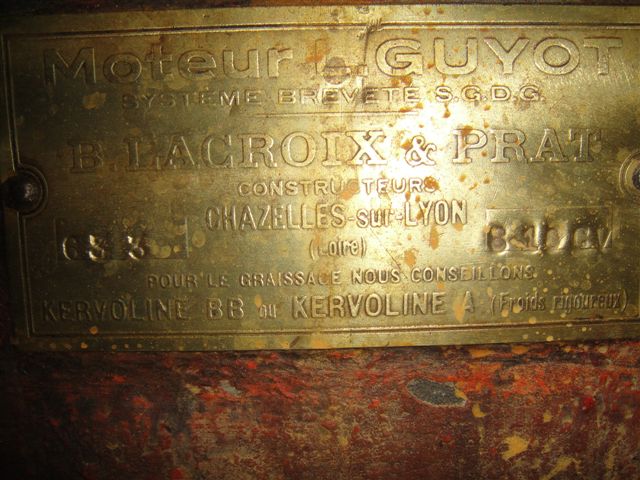 Moteur L. GUYOT
SYSTÈME BREVETÉ S.G.D.G.
B. LACROIX & PRAT
CONSTRUCTEURS
CHAZELLES-sur-LYON
(Loire)
633
POUR LE GRAISSAGE NOUS CONSEILLONS
KERVOLINE BB ou KERVOLINE A (Froids rigoureux)